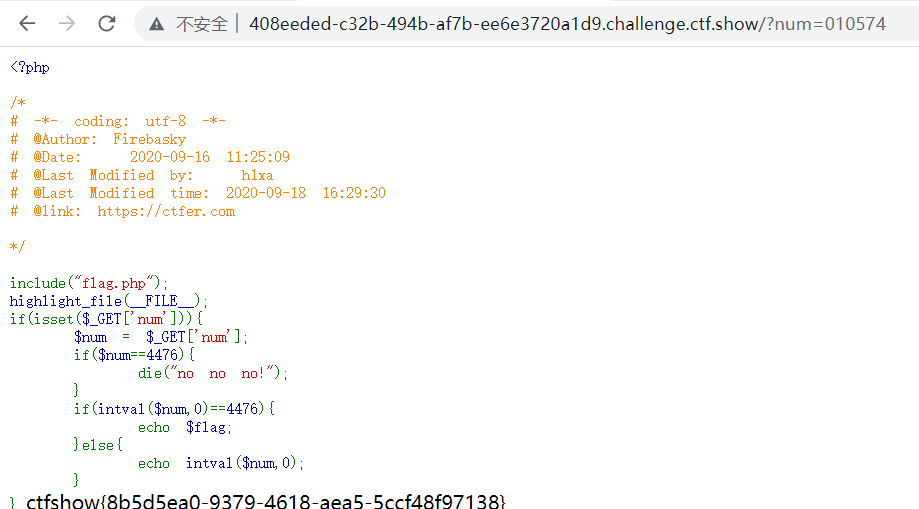 不安全 | 408eeded-c32b-494b-af7b-ee6e3720a1d9.challenge.ctf.show/?num=010574
<?php
/*
# -*- coding: utf-8 -*-
# @Author: Firebasky
# @Date: 2020-09-16 11:25:09
# @Last Modified by: h1xa
# @Last Modified time: 2020-09-18 16:29:30
# @link: https://ctfer.com
*/
include("flag.php");
highlight_file(__FILE__);
if(isset($_GET['num'])){
$num = $_GET['num'];
if($num==4476){
die("no no no!");
}
if(intval($num,0)==4476){
echo $flag;
}else{
echo intval($num,0);
}
} ctfshow{8b5d5ea0-9379-4618-aea5-5ccf48f97138}